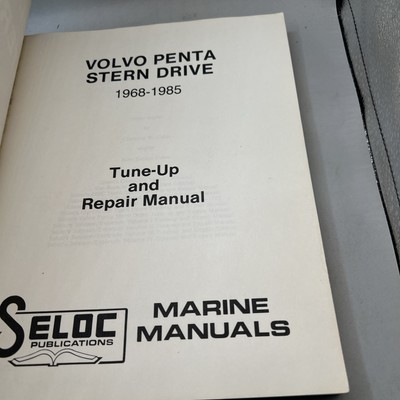 VOLVO PENTA
STERN DRIVE
1968-1985
Tune-Up
and
Repair Manual
SELOC
PUBLICATIONS
MARINE
MANUALS